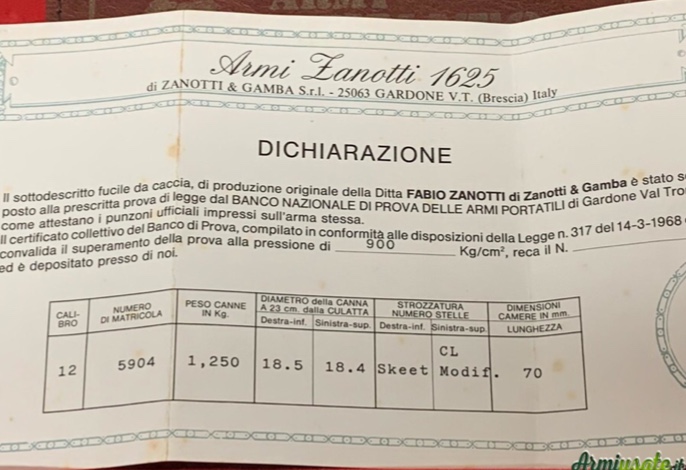 Armi Zanotti 1625
di ZANOTTI & GAMBA S.r.l. - 25063 GARDONE V.T. (Brescia) Italy
DICHIARAZIONE
Il sottodescritto fucile da caccia, di produzione originale della Ditta FABIO ZANOTTI di Zanotti & Gamba è stato s
posto alla prescritta prova di legge dal BANCO NAZIONALE DI PROVA DELLE ARMI PORTATILI di Gardone Val Tro
come attestano i punzoni ufficiali impressi sull'arma stessa.
Il certificato collettivo del Banco di Prova, compilato in conformità alle disposizioni della Legge n. 317 del 14-3-1968
convalida il superamento della prova alla pressione di 900 Kg/cm², reca il N.
ed è depositato presso di noi.
CALI-BRO NUMERO DI MATRICOLA PESO CANNE IN Kg. DIAMETRO della CANNA A 23 cm. dalla CULATTA STROZZATURA NUMERO STELLE DIMENSIONI CAMERE IN mm.
Destra-inf. Sinistra-sup. Destra-inf. Sinistra-sup. LUNGHEZZA
CL
12 5904 1,250 18.5 18.4 Skeet Modif. 70
Armiusate.it